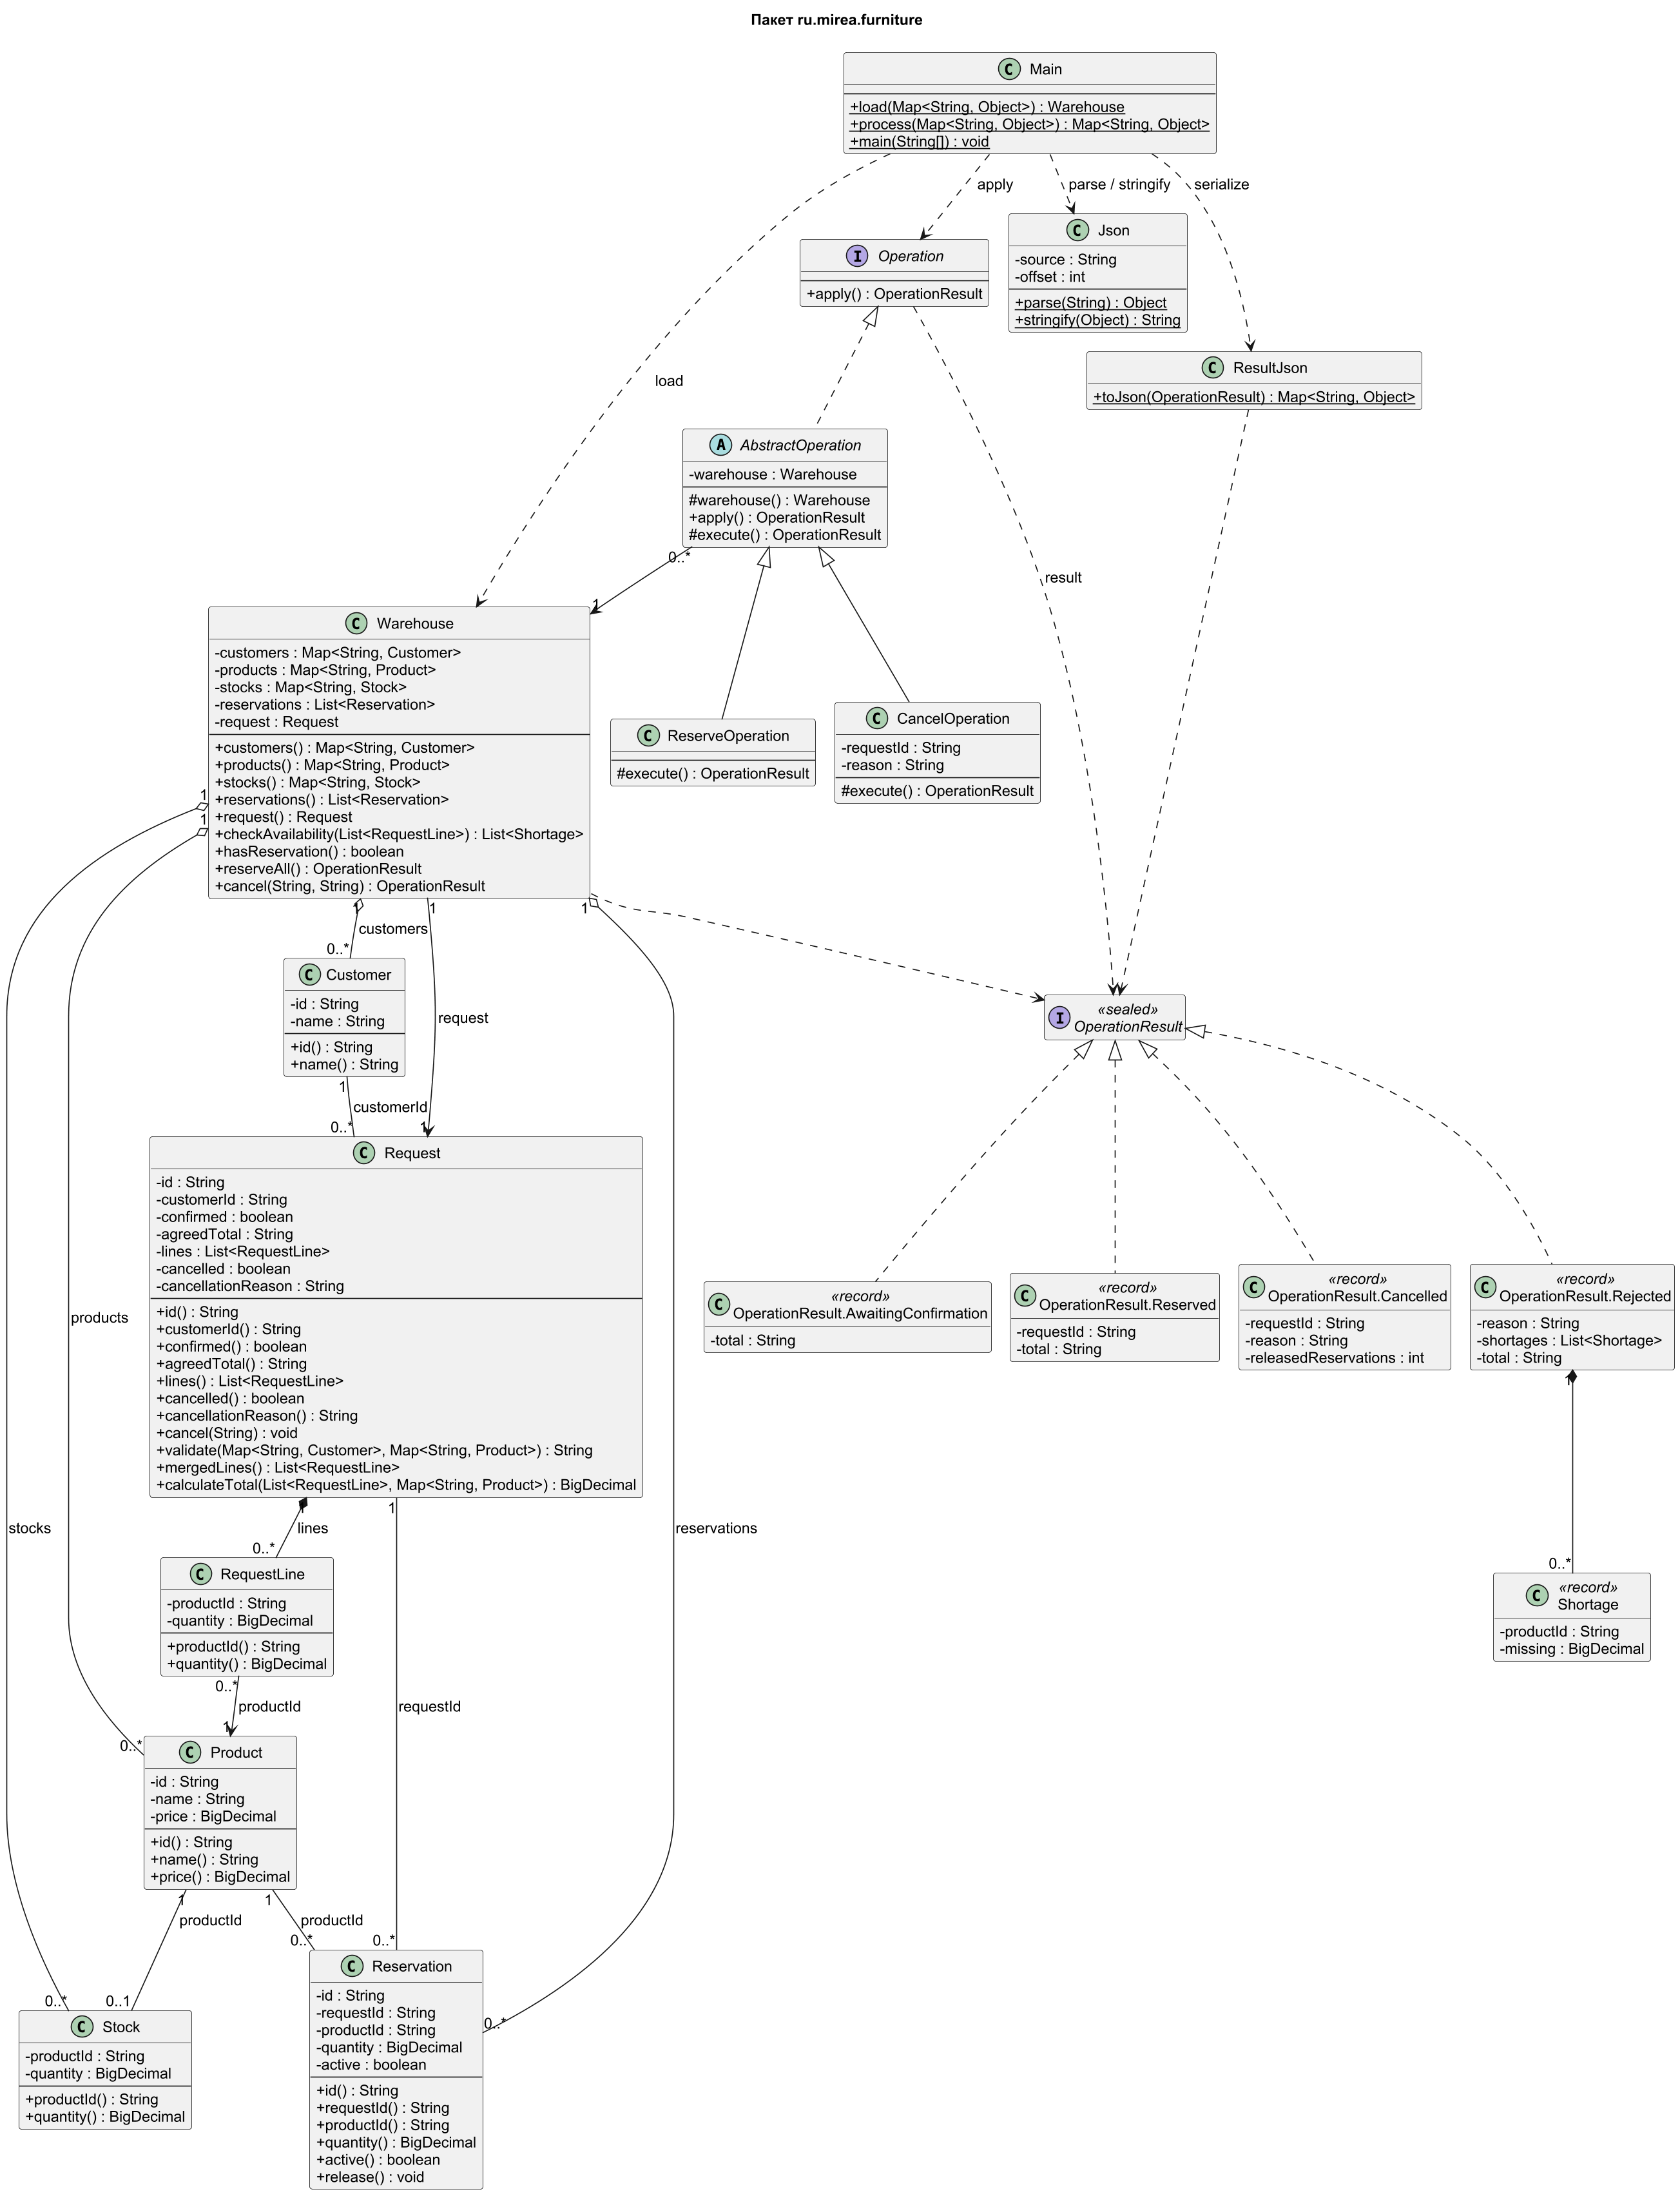 Пакет ru.mirea.furniture
C Main
+load(Map<String, Object>) : Warehouse
+process(Map<String, Object>) : Map<String, Object>
+main(String[]) : void
apply
parse / stringify
serialize
C Json
-source : String
-offset : int
+parse(String) : Object
+stringify(Object) : String
I Operation
+apply() : OperationResult
C ResultJson
+toJson(OperationResult) : Map<String, Object>
load
A AbstractOperation
-warehouse : Warehouse
#warehouse() : Warehouse
+apply() : OperationResult
#execute() : OperationResult
0..*
1
result
C Warehouse
-customers : Map<String, Customer>
-products : Map<String, Product>
-stocks : Map<String, Stock>
-reservations : List<Reservation>
-request : Request
+customers() : Map<String, Customer>
+products() : Map<String, Product>
+stocks() : Map<String, Stock>
+reservations() : List<Reservation>
+request() : Request
+checkAvailability(List<RequestLine>) : List<Shortage>
+hasReservation() : boolean
+reserveAll() : OperationResult
+cancel(String, String) : OperationResult
C ReserveOperation
#execute() : OperationResult
C CancelOperation
-requestId : String
-reason : String
#execute() : OperationResult
1
1
1
1
1
customers
0..*
C Customer
-id : String
-name : String
+id() : String
+name() : String
request
I «sealed»
OperationResult
1
customerId
0..*
1
C Request
-id : String
-customerId : String
-confirmed : boolean
-agreedTotal : String
-lines : List<RequestLine>
-cancelled : boolean
-cancellationReason : String
+id() : String
+customerId() : String
+confirmed() : boolean
+agreedTotal() : String
+lines() : List<RequestLine>
+cancelled() : boolean
+cancellationReason() : String
+cancel(String) : void
+validate(Map<String, Customer>, Map<String, Product>) : String
+mergedLines() : List<RequestLine>
+calculateTotal(List<RequestLine>, Map<String, Product>) : BigDecimal
C «record»
OperationResult.AwaitingConfirmation
-total : String
C «record»
OperationResult.Reserved
-requestId : String
-total : String
C «record»
OperationResult.Cancelled
-requestId : String
-reason : String
-releasedReservations : int
C «record»
OperationResult.Rejected
-reason : String
-shortages : List<Shortage>
-total : String
products
1
1
1
stocks
lines
reservations
0..*
0..*
C RequestLine
-productId : String
-quantity : BigDecimal
+productId() : String
+quantity() : BigDecimal
C «record»
Shortage
-productId : String
-missing : BigDecimal
0..*
productId
requestId
1
0..*
C Product
-id : String
-name : String
-price : BigDecimal
+id() : String
+name() : String
+price() : BigDecimal
1
1
productId
productId
0..*
0..*
0..*
0..1
0..*
C Stock
-productId : String
-quantity : BigDecimal
+productId() : String
+quantity() : BigDecimal
C Reservation
-id : String
-requestId : String
-productId : String
-quantity : BigDecimal
-active : boolean
+id() : String
+requestId() : String
+productId() : String
+quantity() : BigDecimal
+active() : boolean
+release() : void